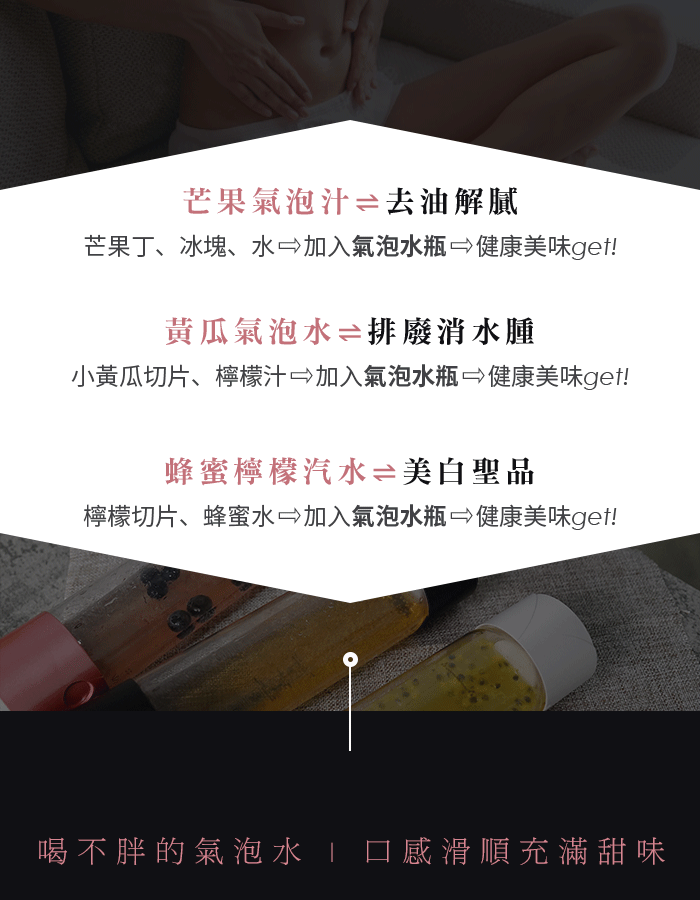 芒果氣泡汁⇌去油解膩
芒果丁、冰塊、水⇨加入氣泡水瓶⇨健康美味get!
黃瓜氣泡水⇌排廢消水腫
小黃瓜切片、檸檬汁⇨加入氣泡水瓶⇨健康美味get!
蜂蜜檸檬汽水⇌美白聖品
檸檬切片、蜂蜜水⇨加入氣泡水瓶⇨健康美味get!
喝不胖的氣泡水 | 口感滑順充滿甜味